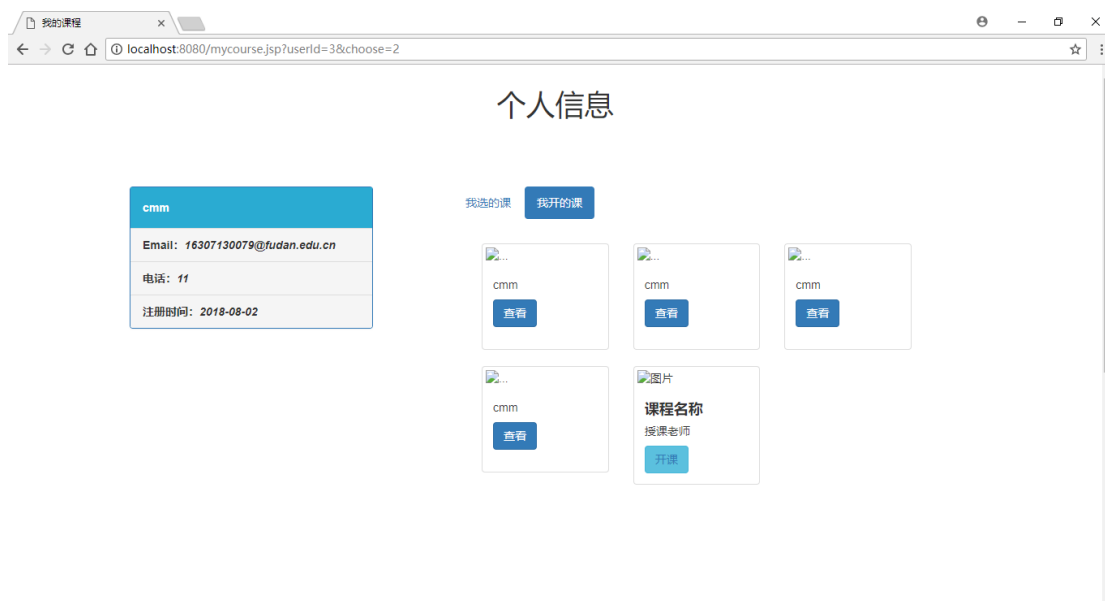 我的课程
localhost:8080/mycourse.jsp?userId=3&choose=2
个人信息
cmm
Email：16307130079@fudan.edu.cn
电话：11
注册时间：2018-08-02
我选的课 我开的课
... ... ...
cmm cmm cmm
查看 查看 查看
... 图片
cmm 课程名称
授课老师
查看
开课